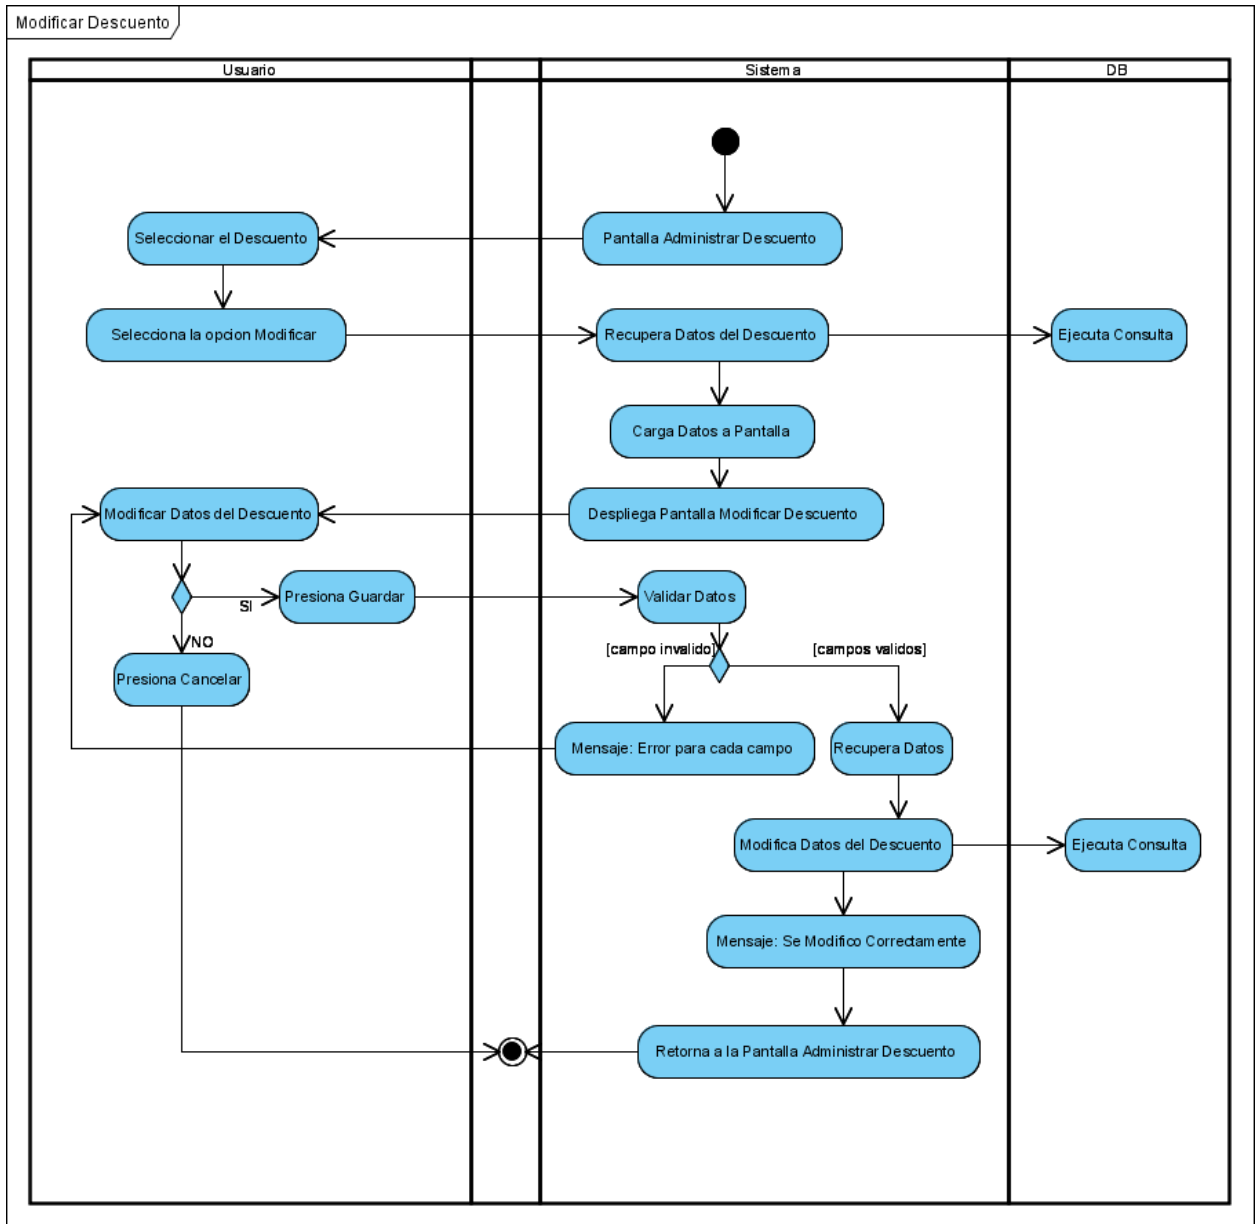 Modificar Descuento
Usuario
Sistema
DB
Seleccionar el Descuento
Pantalla Administrar Descuento
Selecciona la opcion Modificar
Recupera Datos del Descuento
Ejecuta Consulta
Carga Datos a Pantalla
Modificar Datos del Descuento
Despliega Pantalla Modificar Descuento
SI
Presiona Guardar
Validar Datos
NO
[campo invalido]
[campos validos]
Presiona Cancelar
Mensaje: Error para cada campo
Recupera Datos
Modifica Datos del Descuento
Ejecuta Consulta
Mensaje: Se Modifico Correctamente
Retorna a la Pantalla Administrar Descuento